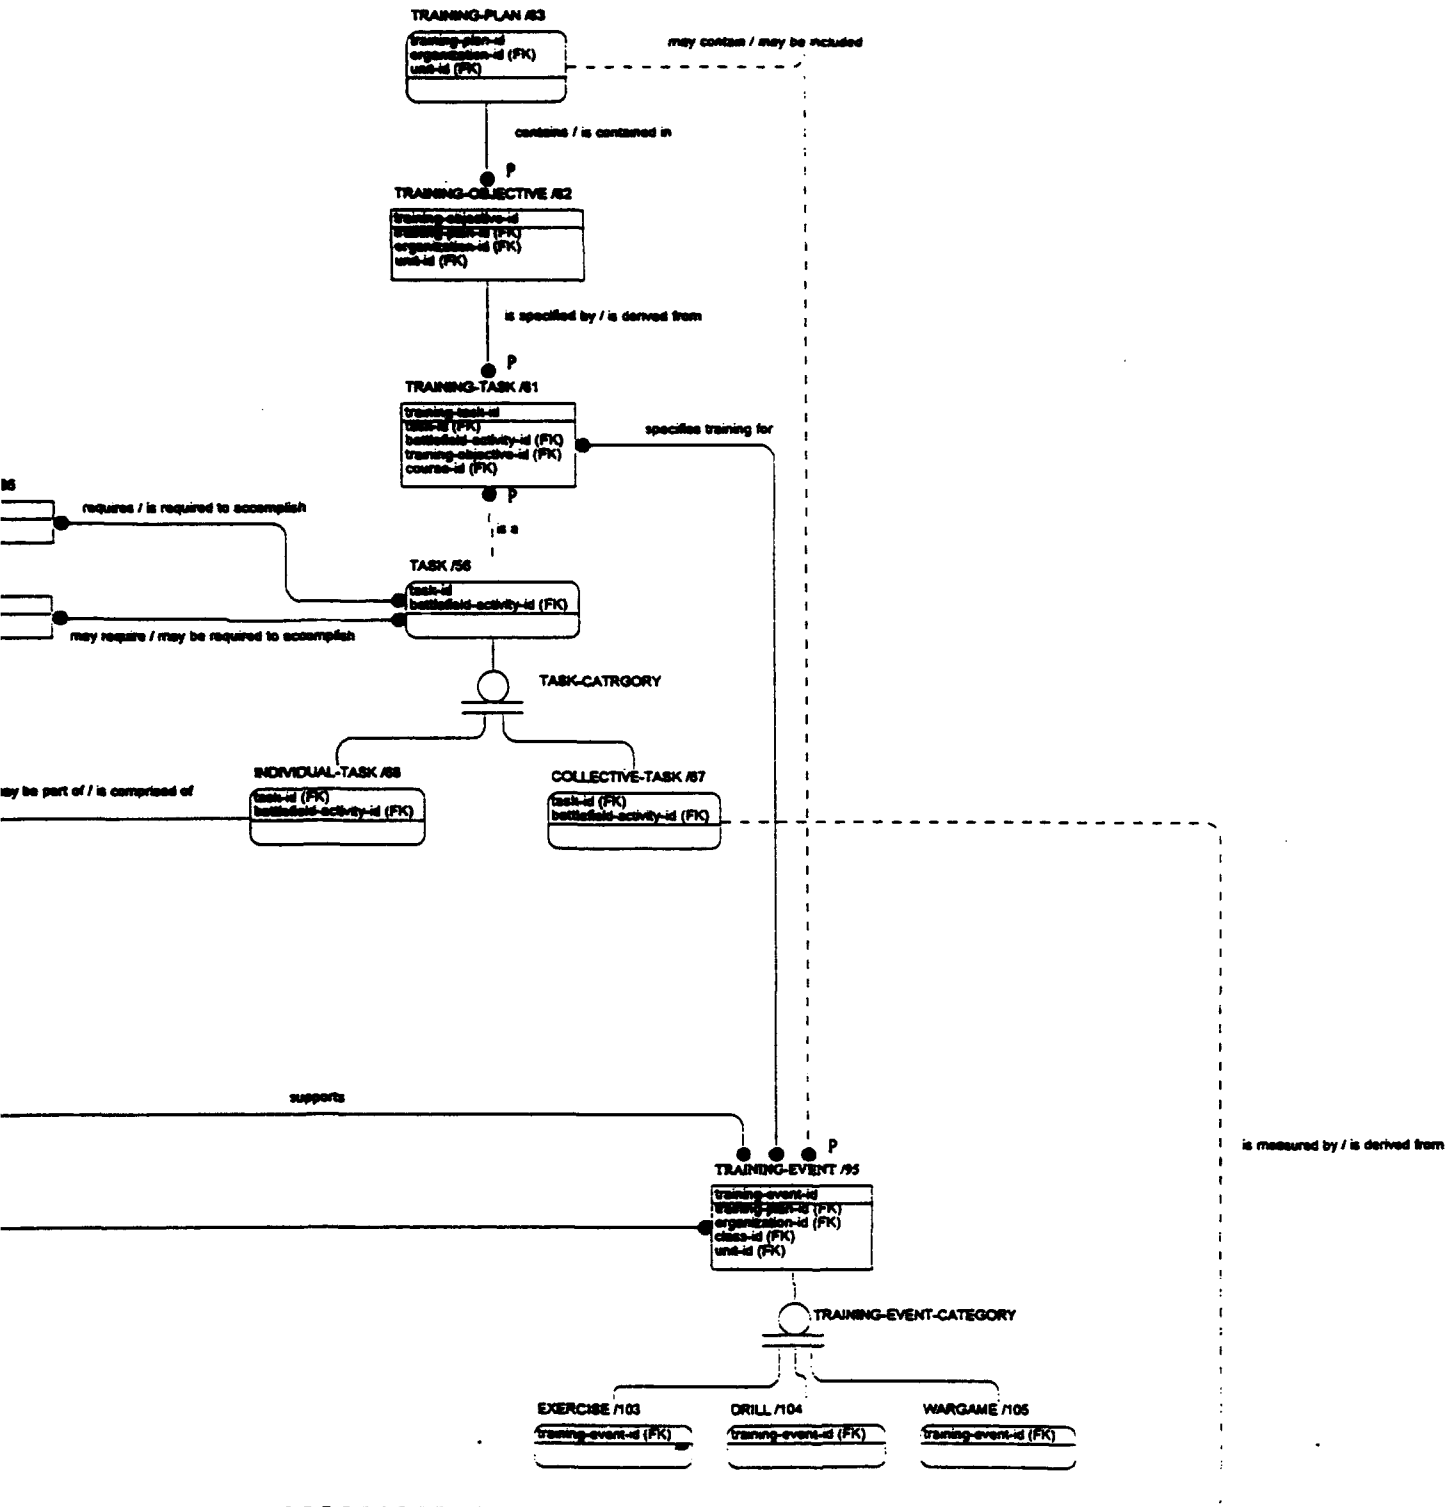 TRAINING-PLAN /83
training-plan-id
organization-id (FK)
unit-id (FK)
may contain / may be included
contains / is contained in
P
TRAINING-OBJECTIVE /82
training-objective-id
training-plan-id (FK)
organization-id (FK)
unit-id (FK)
is specified by / is derived from
P
TRAINING-TASK /81
training-task-id
task-id (FK)
battlefield-activity-id (FK)
training-objective-id (FK)
course-id (FK)
specifies training for
P
is a
requires / is required to accomplish
TASK /56
task-id
battlefield-activity-id (FK)
may require / may be required to accomplish
TASK-CATRGORY
INDIVIDUAL-TASK /68
task-id (FK)
battlefield-activity-id (FK)
COLLECTIVE-TASK /67
task-id (FK)
battlefield-activity-id (FK)
ay be part of / is comprised of
supports
is measured by / is derived from
P
TRAINING-EVENT /95
training-event-id
training-plan-id (FK)
organization-id (FK)
class-id (FK)
unit-id (FK)
TRAINING-EVENT-CATEGORY
EXERCISE /103
training-event-id (FK)
DRILL /104
training-event-id (FK)
WARGAME /105
training-event-id (FK)